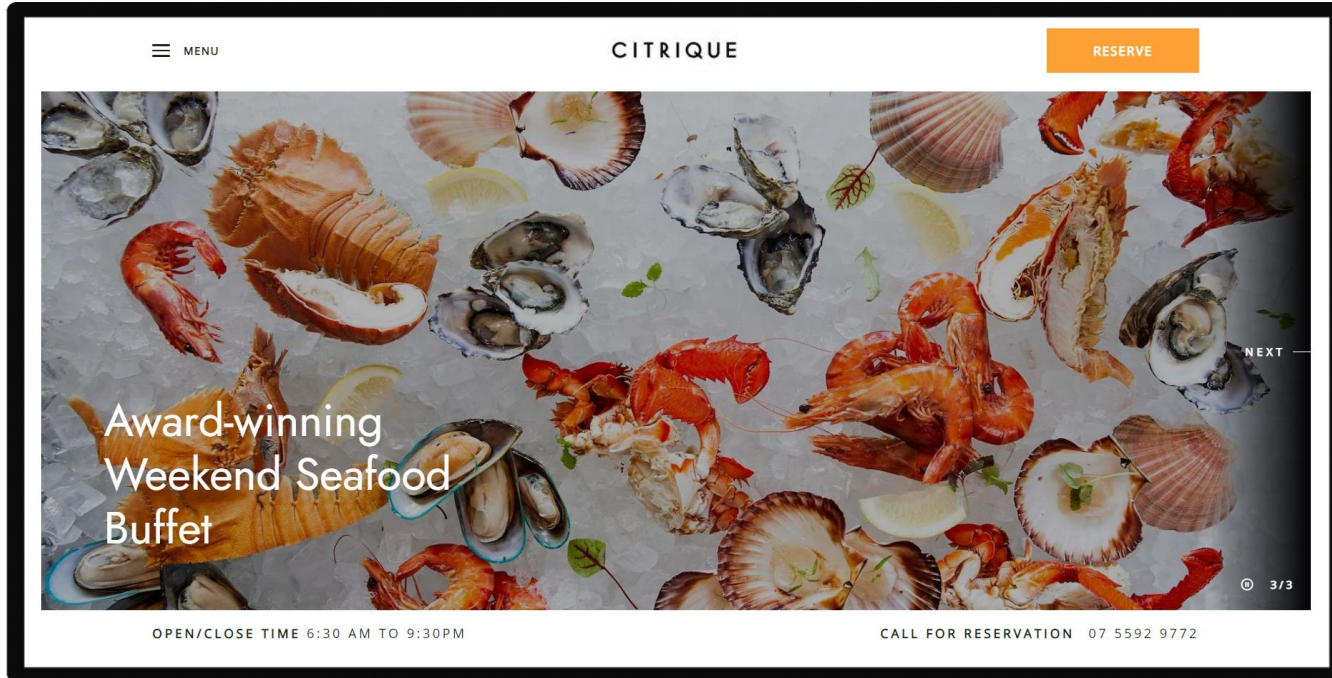 MENU
CITRIQUE
RESERVE
NEXT
Award-winning
Weekend Seafood
Buffet
3/3
OPEN/CLOSE TIME 6:30 AM TO 9:30PM
CALL FOR RESERVATION 07 5592 9772